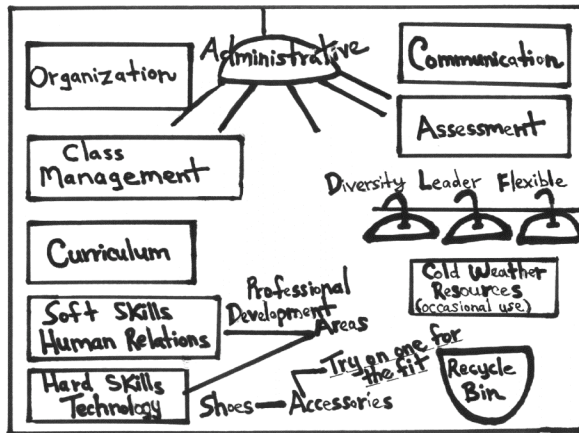 Administrative
Organization
Communication
Assessment
Class
Management
Diversity Leader Flexible
Curriculum
Cold Weather
Resources
(occasional use)
Professional
Development
Areas
Soft Skills
Human Relations
Try on one for
the fit
Hard Skills
Technology
Shoes
Accessories
Recycle
Bin